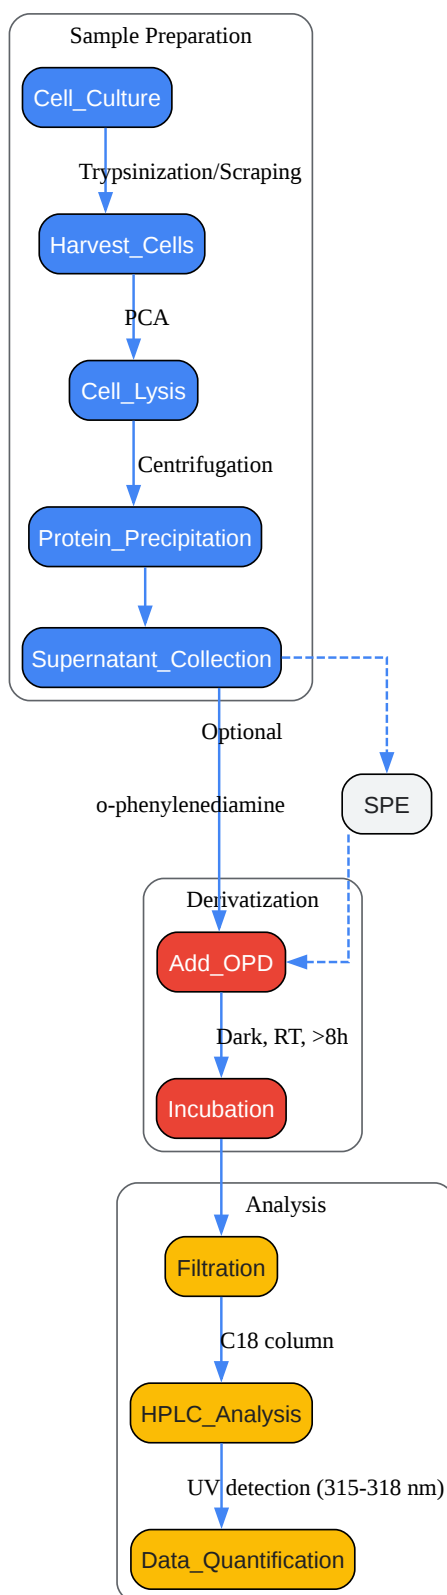 Sample Preparation
Cell_Culture
Trypsinization/Scraping
Harvest_Cells
PCA
Cell_Lysis
Centrifugation
Protein_Precipitation
Supernatant_Collection
Optional
o-phenylenediamine
SPE
Derivatization
Add_OPD
Dark, RT, >8h
Incubation
Analysis
Filtration
C18 column
HPLC_Analysis
UV detection (315-318 nm)
Data_Quantification